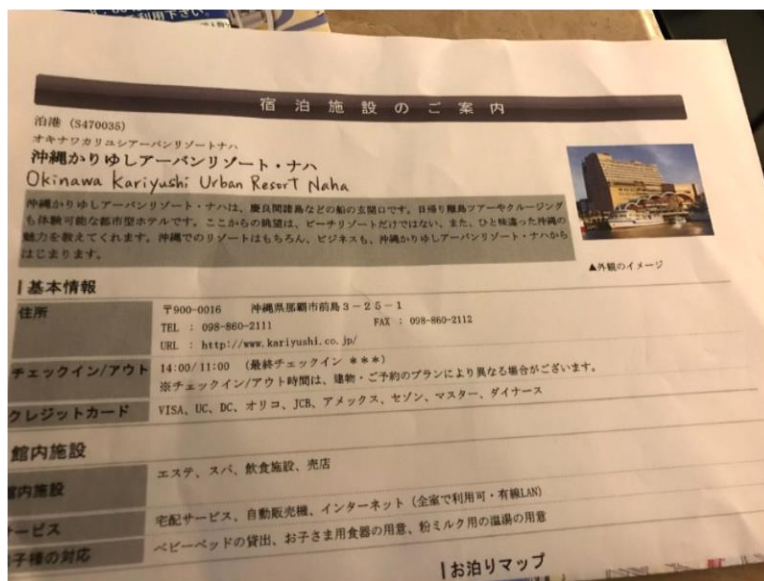 利用下さい。
宿泊施設のご案内
泊港 (S470035)
オキナワカリユシアーバンリゾートナハ
沖縄かりゆしアーバンリゾート・ナハ
Okinawa Kariyushi Urban Resort Naha
沖縄かりゆしアーバンリゾート・ナハは、慶良間諸島などの船の玄関口です。日帰り離島ツアーやクルージング
も体験可能な都市型ホテルです。ここからの眺望は、ビーチリゾートだけではない、また、ひと味違った沖縄の
魅力を教えてくれます。沖縄でのリゾートはもちろん、ビジネスも、沖縄かりゆしアーバンリゾート・ナハから
はじまります。
▲外観のイメージ
基本情報
住所
〒900-0016 沖縄県那覇市前島3-25-1
TEL : 098-860-2111 FAX : 098-860-2112
URL : http://www.kariyushi.co.jp/
チェックイン/アウト 14:00/11:00 (最終チェックイン ***)
※チェックイン/アウト時間は、建物・ご予約のプランにより異なる場合がございます。
クレジットカード VISA、UC、DC、オリコ、JCB、アメックス、セゾン、マスター、ダイナース
館内施設
館内施設 エステ、スパ、飲食施設、売店
サービス 宅配サービス、自動販売機、インターネット (全室で利用可・有線LAN)
お子様の対応 ベビーベッドの貸出、お子さま用食器の用意、粉ミルク用の温湯の用意
お泊りマップ